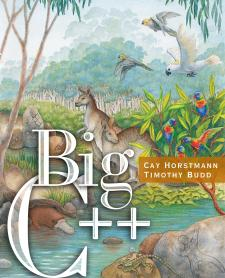 Big
C++
CAY HORSTMANN
TIMOTHY BUDD